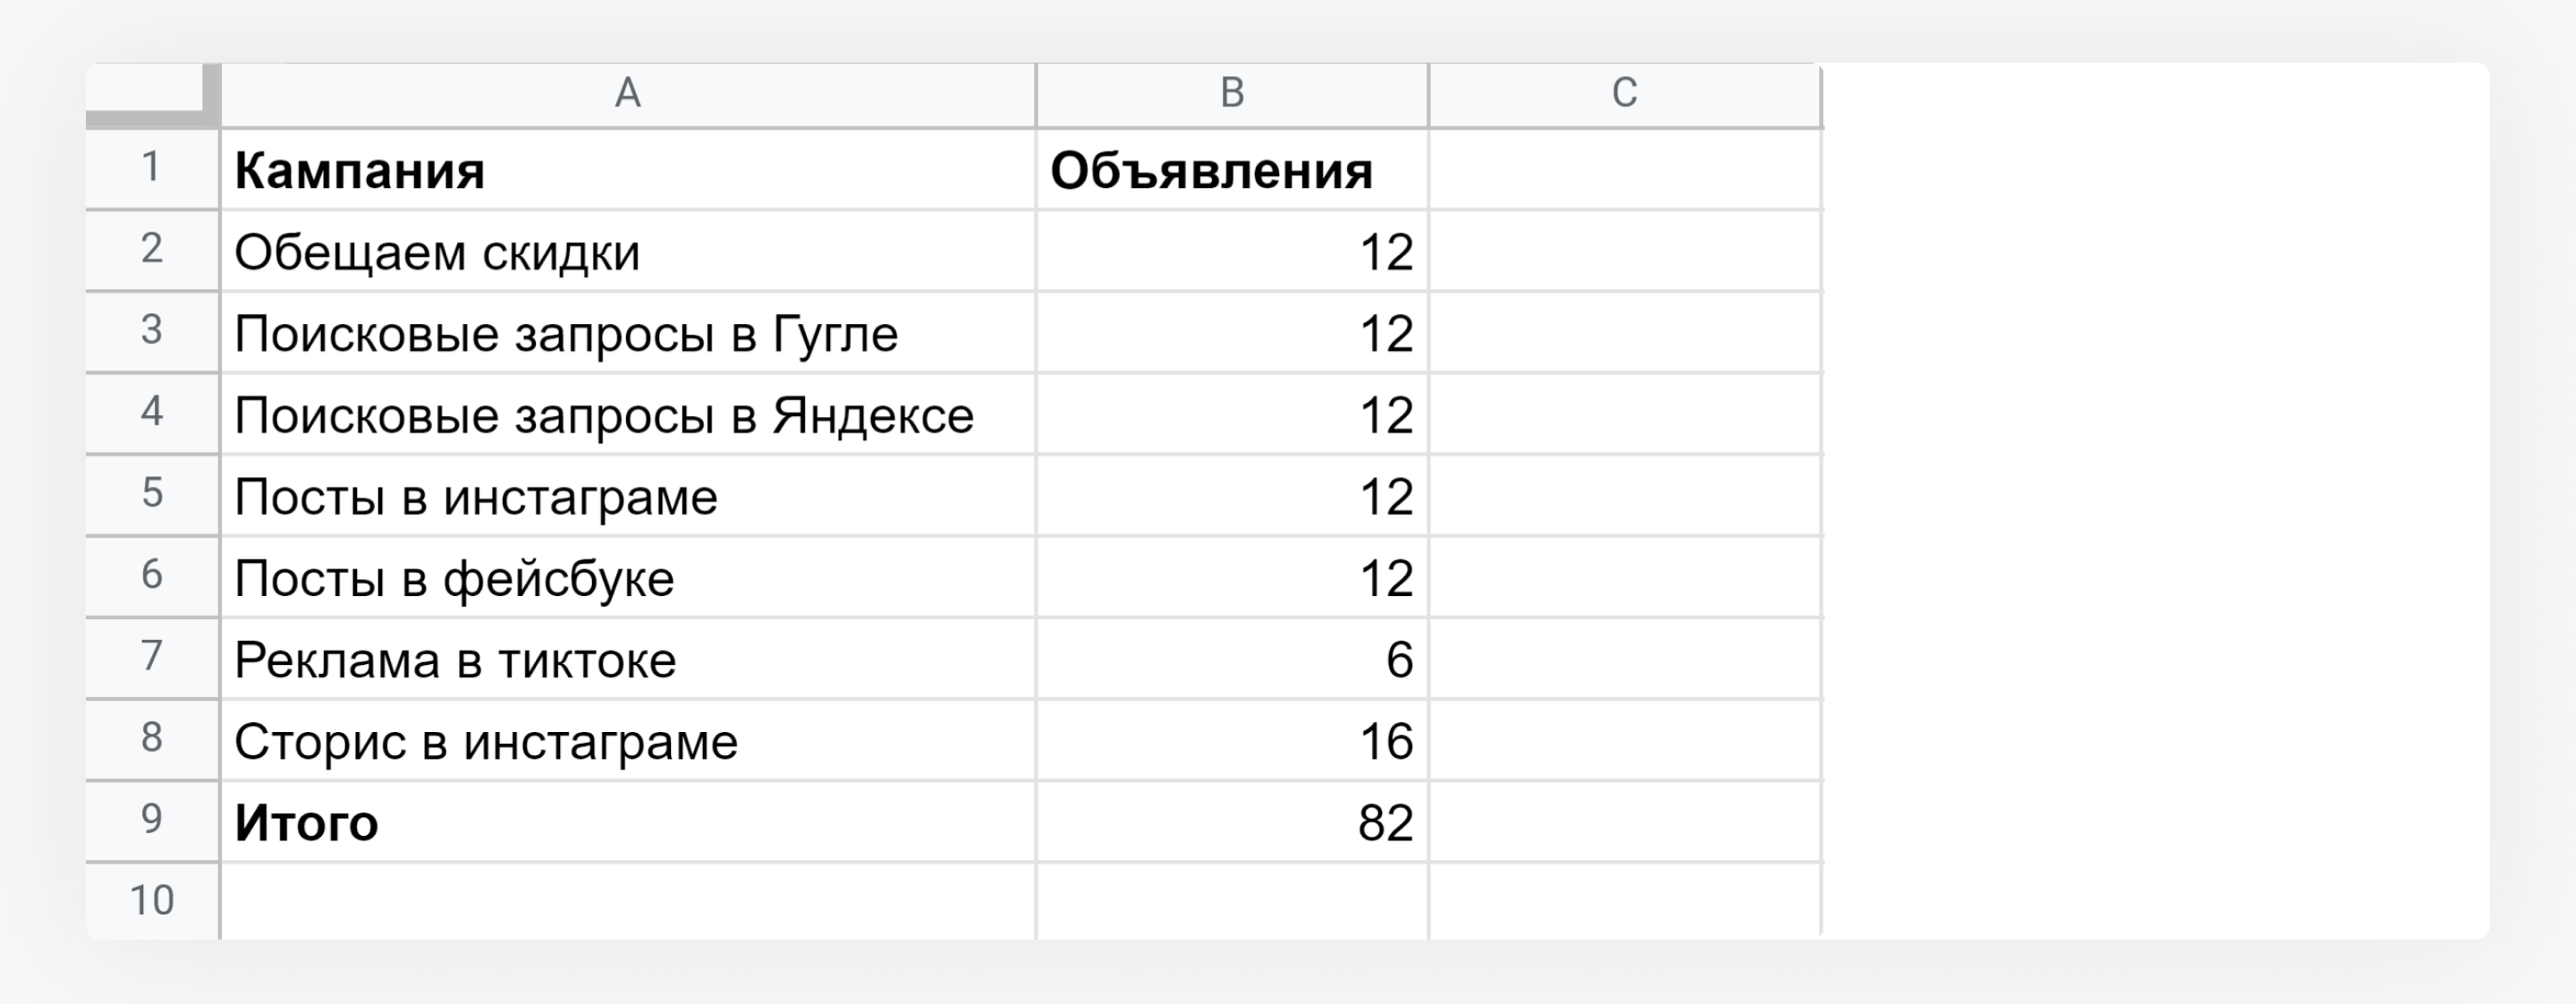 A B C
1 Кампания Объявления
2 Обещаем скидки 12
3 Поисковые запросы в Гугле 12
4 Поисковые запросы в Яндексе 12
5 Посты в инстаграме 12
6 Посты в фейсбуке 12
7 Реклама в тиктоке 6
8 Сторис в инстаграме 16
9 Итого 82
10